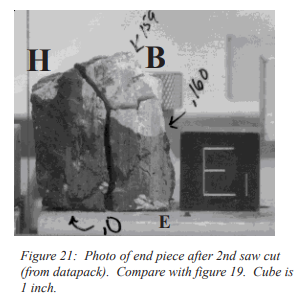 ,159
H B
,160
E
,0 E
Figure 21: Photo of end piece after 2nd saw cut
(from datapack). Compare with figure 19. Cube is
1 inch.